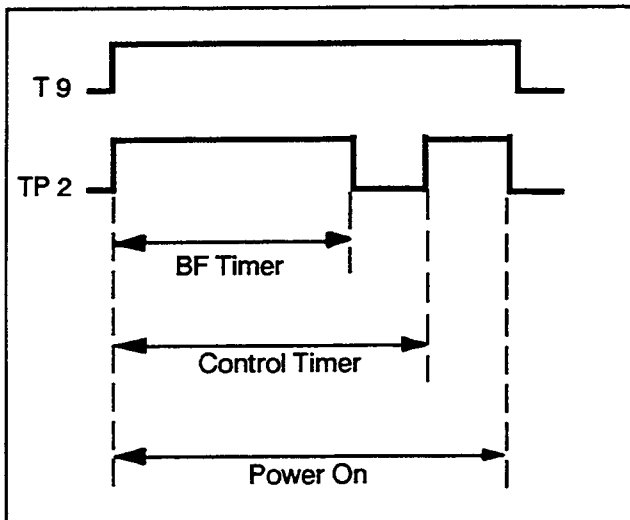 T 9
TP 2
BF Timer
Control Timer
Power On